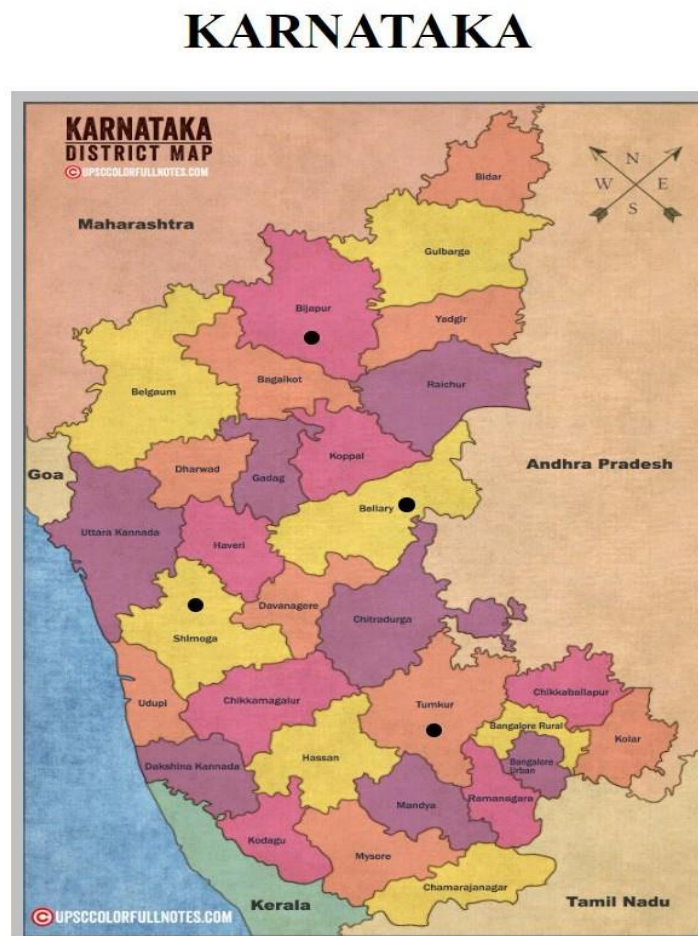 KARNATAKA
KARNATAKA
DISTRICT MAP
© UPSCCOLORFULLNOTES.COM
N
W E
S
Bidar
Maharashtra
Gulbarga
Bijapur
Yadgir
Bagalkot
Raichur
Belgaum
Koppal
Dharwad
Gadag
Goa
Andhra Pradesh
Bellary
Uttara Kannada
Haveri
Davanagere
Chitradurga
Shimoga
Chikkaballapur
Udupi
Chikkamagalur
Tumkur
Bangalore Rural
Kolar
Hassan
Bangalore
Urban
Dakshina Kannada
Mandya
Ramanagara
Kodagu
Mysore
Chamarajanagar
Kerala
Tamil Nadu
© UPSCCOLORFULLNOTES.COM